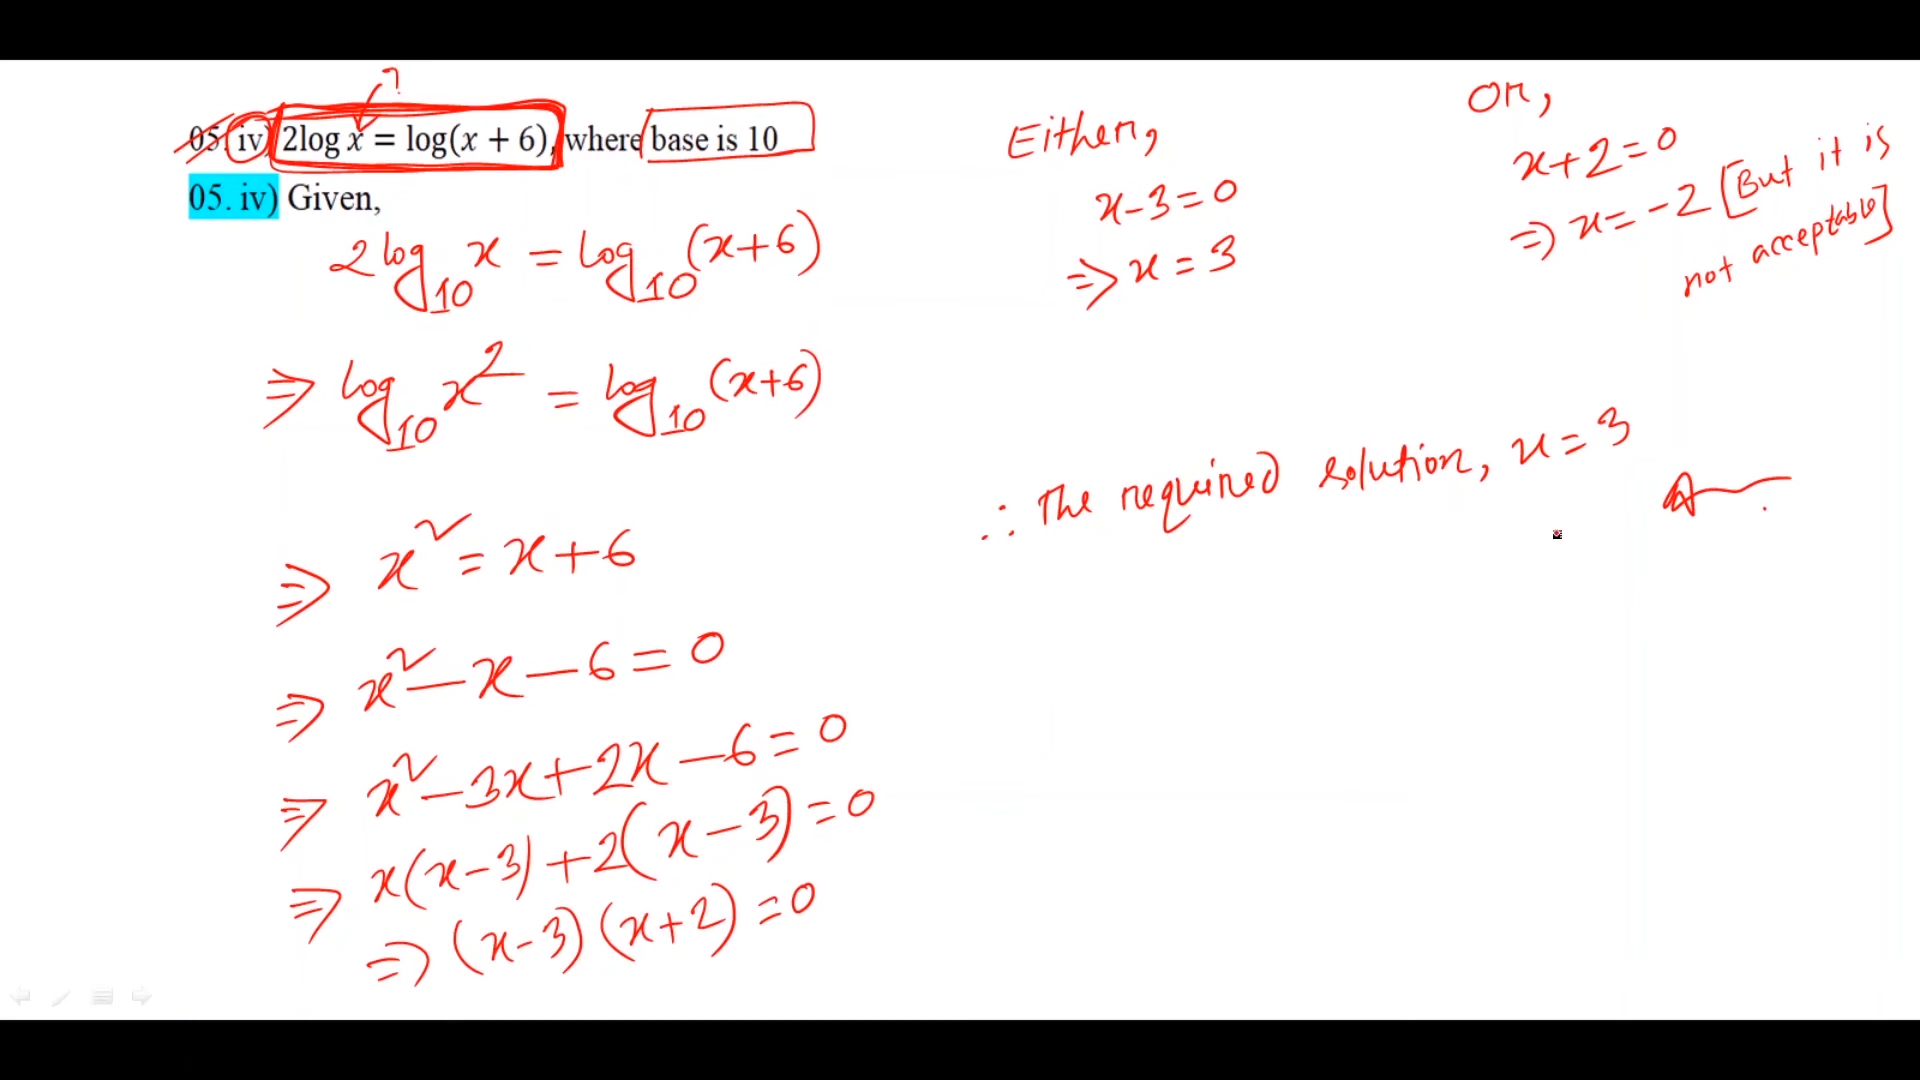 ?
05. iv) 2log x = log(x + 6), where base is 10
05. iv) Given,
2log₁₀ x = log₁₀ (x+6)
⇒ log₁₀ x² = log₁₀ (x+6)
⇒ x² = x+6
⇒ x² − x − 6 = 0
⇒ x² − 3x + 2x − 6 = 0
⇒ x(x−3) + 2(x−3) = 0
⇒ (x−3) (x+2) = 0
Either,
x−3=0
⇒ x = 3
Or,
x+2=0
⇒ x = −2 [But it is
not acceptable]
∴ The required solution, x = 3